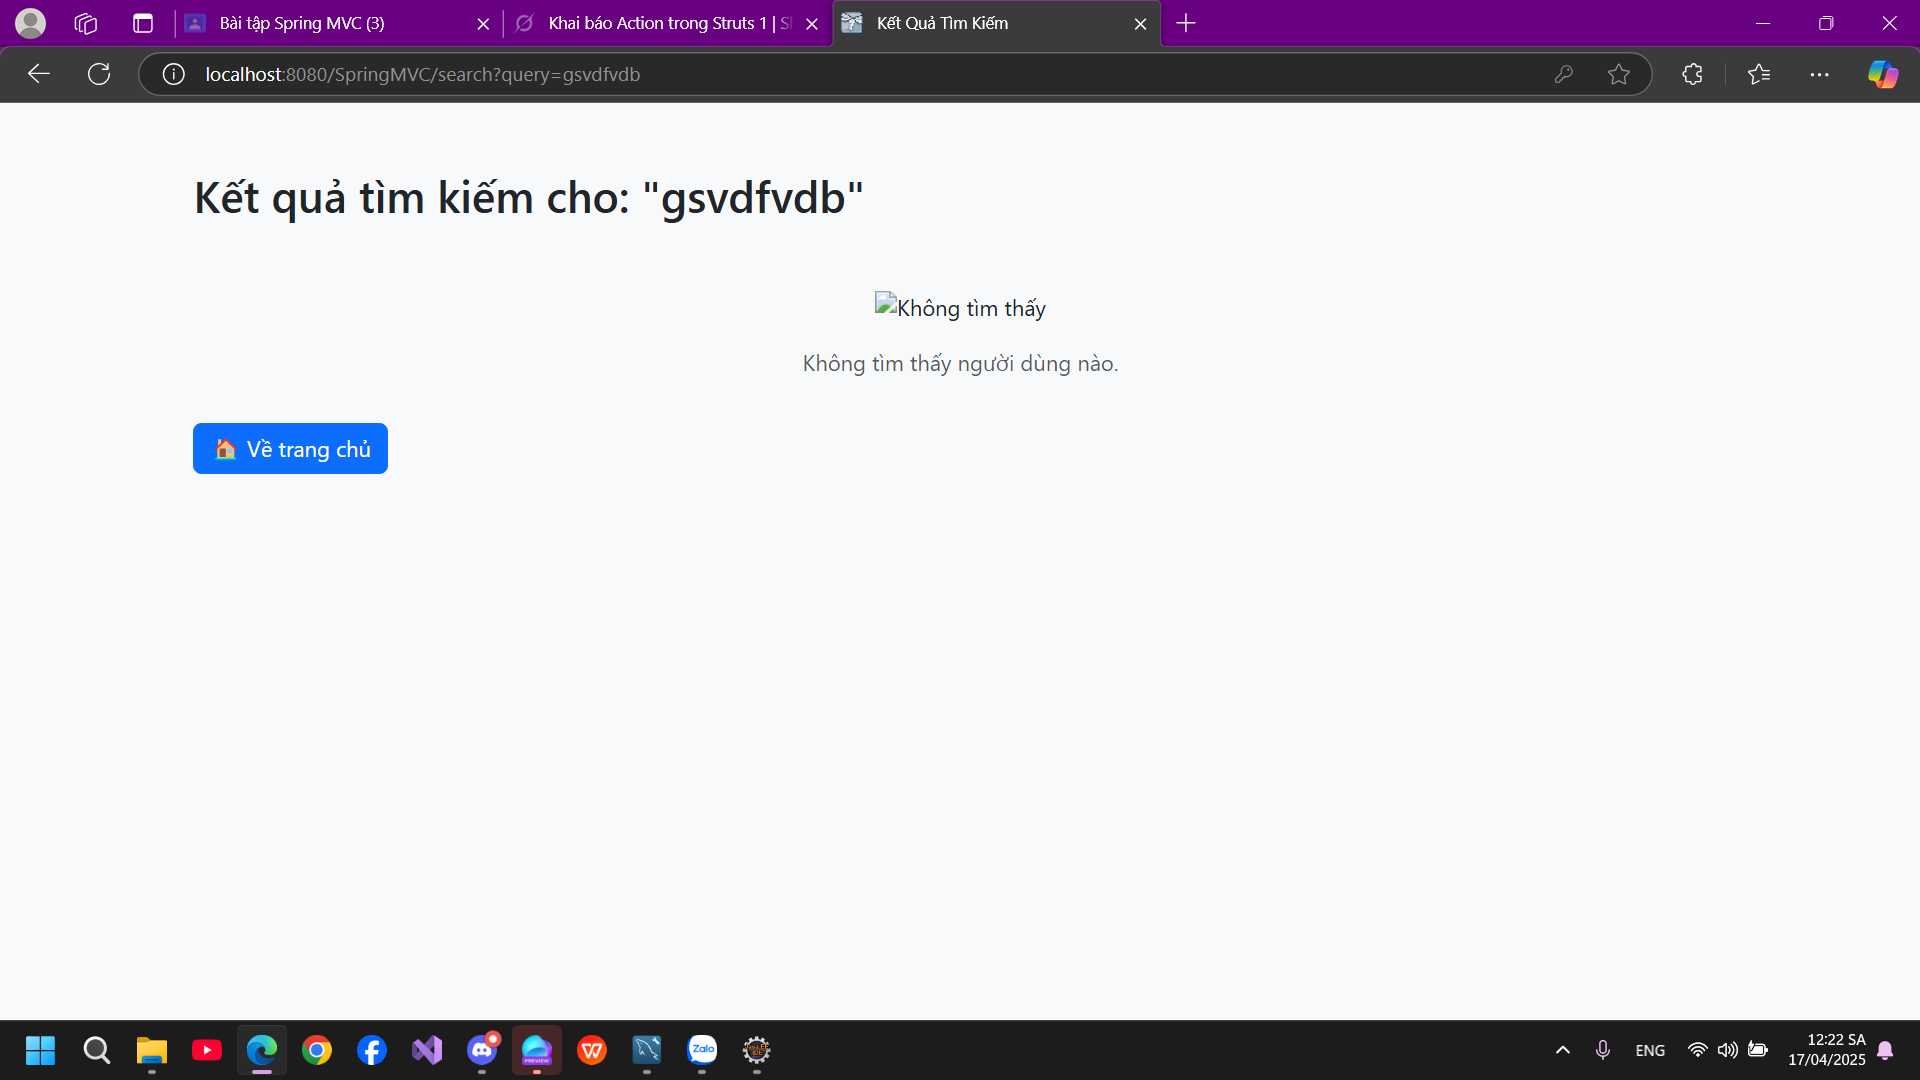 Bài tập Spring MVC (3)
Khai báo Action trong Struts 1 | S
Kết Quả Tìm Kiếm
localhost:8080/SpringMVC/search?query=gsvdfvdb
Kết quả tìm kiếm cho: "gsvdfvdb"
Không tìm thấy
Không tìm thấy người dùng nào.
Về trang chủ
PREVIEW
Zalo
ENG
12:22 SA
17/04/2025